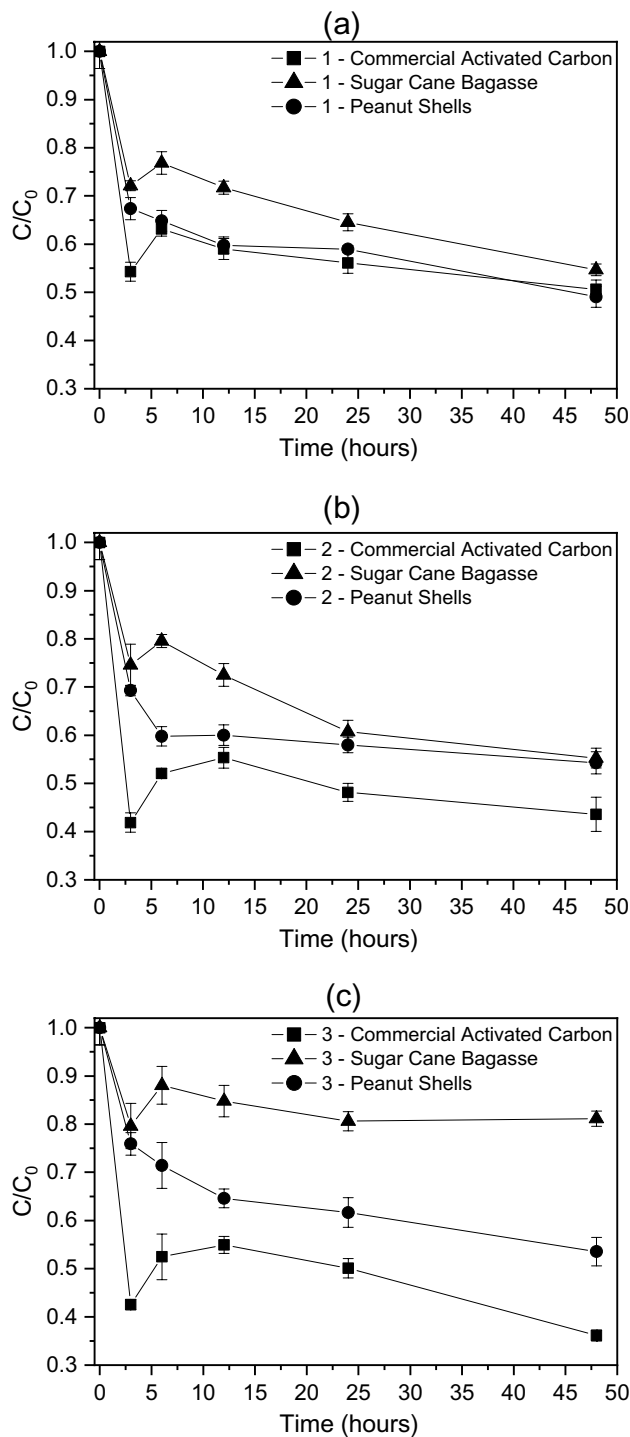 (a)
1 - Commercial Activated Carbon
1 - Sugar Cane Bagasse
1 - Peanut Shells
1.0
0.9
0.8
0.7
0.6
0.5
0.4
0.3
C/C0
0 5 10 15 20 25 30 35 40 45 50
Time (hours)
(b)
2 - Commercial Activated Carbon
2 - Sugar Cane Bagasse
2 - Peanut Shells
1.0
0.9
0.8
0.7
0.6
0.5
0.4
0.3
C/C0
0 5 10 15 20 25 30 35 40 45 50
Time (hours)
(c)
3 - Commercial Activated Carbon
3 - Sugar Cane Bagasse
3 - Peanut Shells
1.0
0.9
0.8
0.7
0.6
0.5
0.4
0.3
C/C0
0 5 10 15 20 25 30 35 40 45 50
Time (hours)